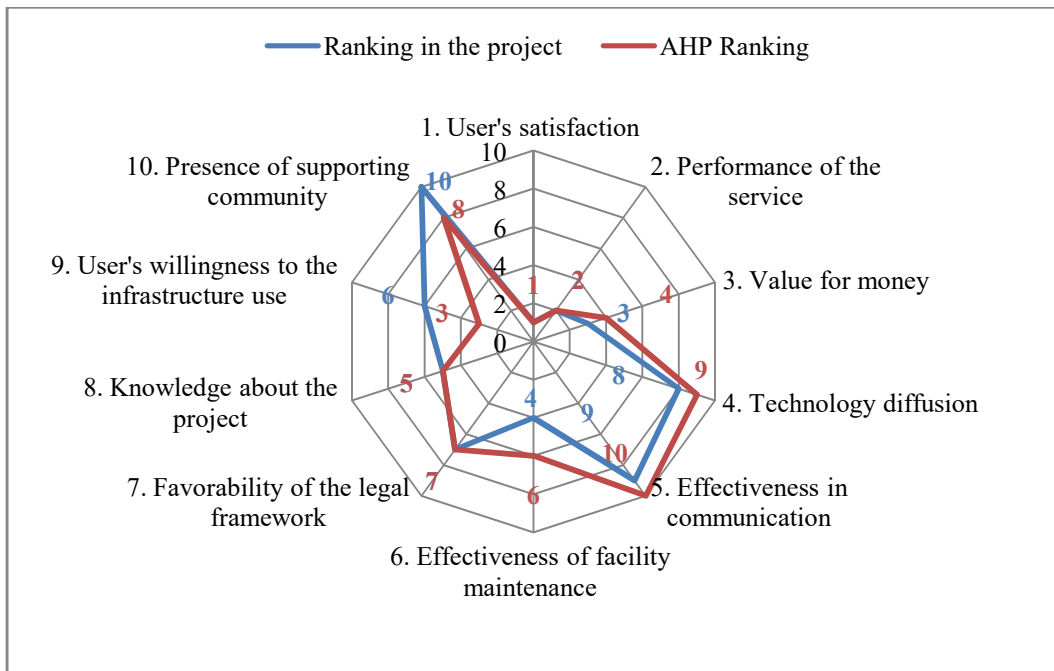 Ranking in the project
AHP Ranking
1. User's satisfaction
10
8
6
4
2
0
2. Performance of the
service
3. Value for money
4. Technology diffusion
5. Effectiveness in
communication
6. Effectiveness of facility
maintenance
7. Favorability of the legal
framework
8. Knowledge about the
project
9. User's willingness to the
infrastructure use
10. Presence of supporting
community
10
8
1
2
4
3
6
3
8
9
5
4
9
10
7
6